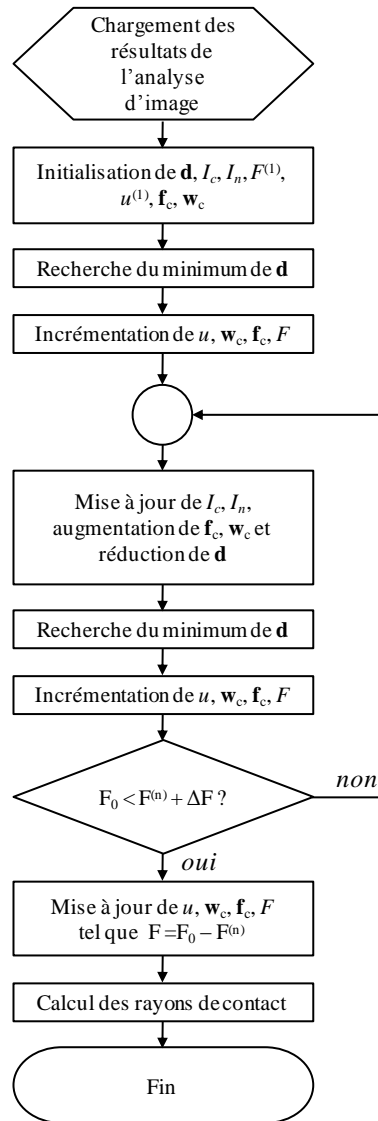 Chargement des
résultats de
l’analyse
d’image
Initialisation de d, I_c, I_n, F^(1),
u^(1), f_c, w_c
Recherche du minimum de d
Incrémentation de u, w_c, f_c, F
Mise à jour de I_c, I_n,
augmentation de f_c, w_c et
réduction de d
Recherche du minimum de d
Incrémentation de u, w_c, f_c, F
F_0 < F^(n) + ΔF ?
non
oui
Mise à jour de u, w_c, f_c, F
tel que F = F_0 – F^(n)
Calcul des rayons de contact
Fin